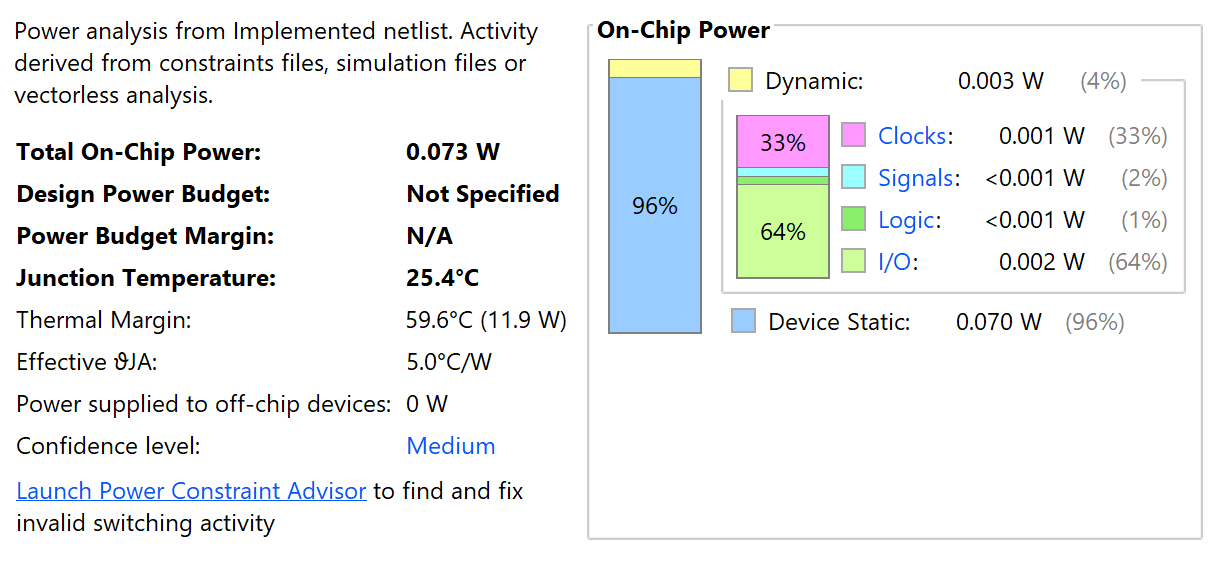 Power analysis from Implemented netlist. Activity
derived from constraints files, simulation files or
vectorless analysis.
Total On-Chip Power: 0.073 W
Design Power Budget: Not Specified
Power Budget Margin: N/A
Junction Temperature: 25.4°C
Thermal Margin: 59.6°C (11.9 W)
Effective ϑJA: 5.0°C/W
Power supplied to off-chip devices: 0 W
Confidence level: Medium
Launch Power Constraint Advisor to find and fix
invalid switching activity
On-Chip Power
96%
Dynamic: 0.003 W (4%)
33%
64%
Clocks: 0.001 W (33%)
Signals: <0.001 W (2%)
Logic: <0.001 W (1%)
I/O: 0.002 W (64%)
Device Static: 0.070 W (96%)